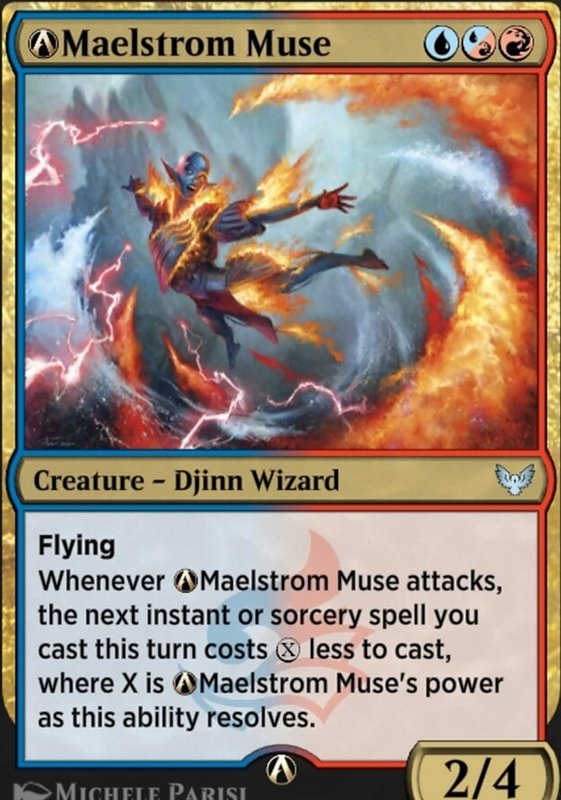 Maelstrom Muse
Creature – Djinn Wizard
Flying
Whenever Maelstrom Muse attacks,
the next instant or sorcery spell you
cast this turn costs X less to cast,
where X is Maelstrom Muse's power
as this ability resolves.
2/4
MICHELE PARISI